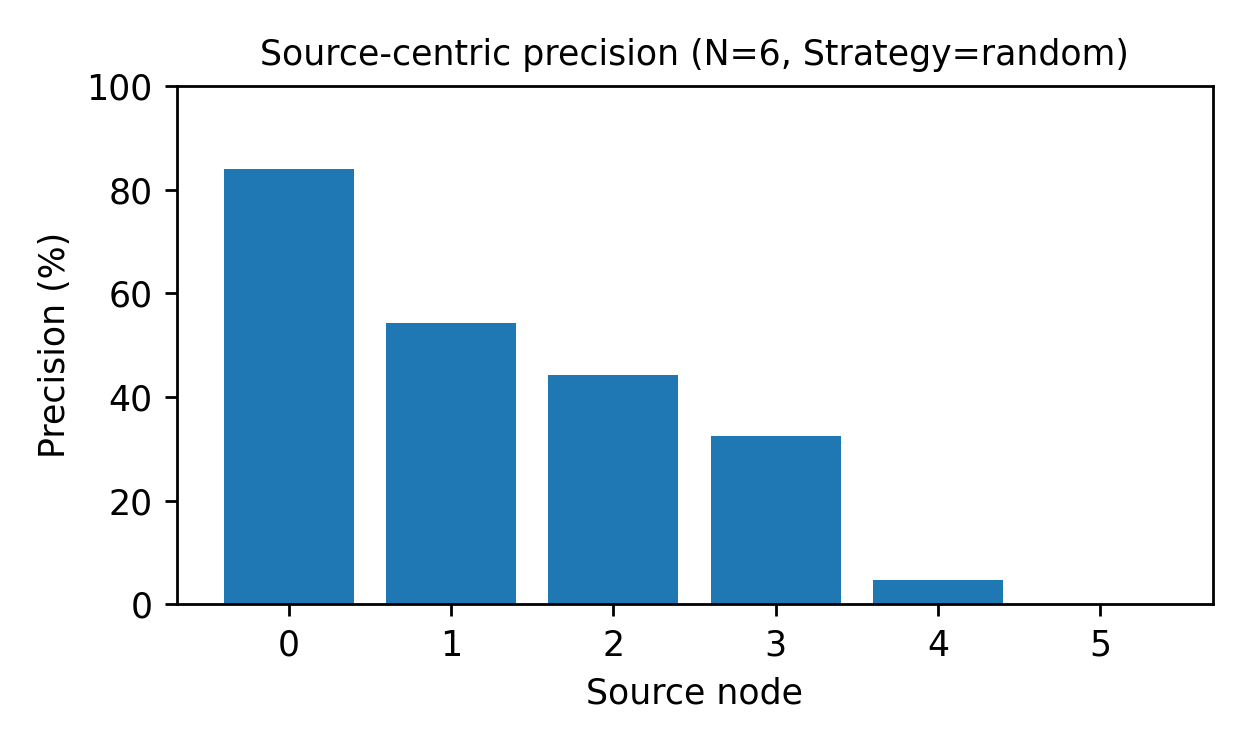 Source-centric precision (N=6, Strategy=random)
Precision (%)
100
80
60
40
20
0
0 1 2 3 4 5
Source node